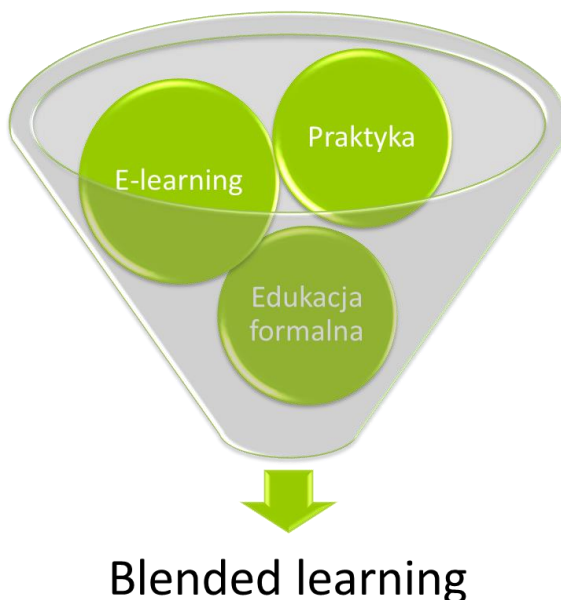 Praktyka
E-learning
Edukacja
formalna
Blended learning